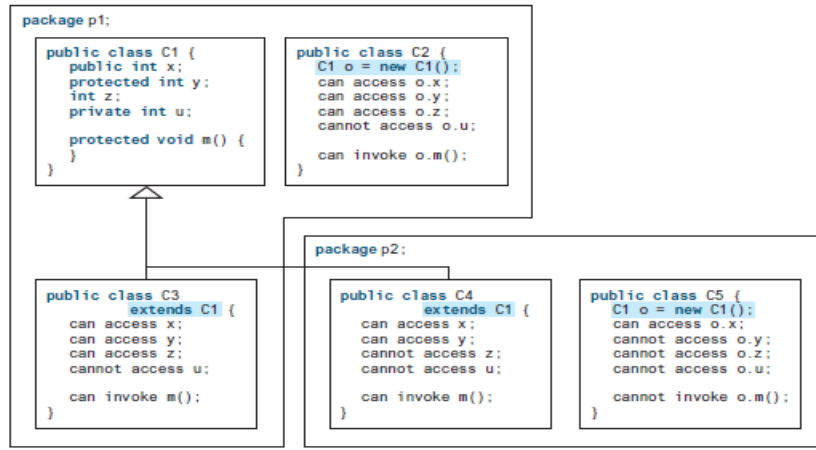 package p1;
public class C1 {
public int x;
protected int y;
int z;
private int u;
protected void m() {
}
}
public class C2 {
C1 o = new C1();
can access o.x;
can access o.y;
can access o.z;
cannot access o.u;
can invoke o.m();
}
public class C3
extends C1 {
can access x;
can access y;
can access z;
cannot access u;
can invoke m();
}
package p2;
public class C4
extends C1 {
can access x;
can access y;
cannot access z;
cannot access u;
can invoke m();
}
public class C5 {
C1 o = new C1();
can access o.x;
cannot access o.y;
cannot access o.z;
cannot access o.u;
cannot invoke o.m();
}